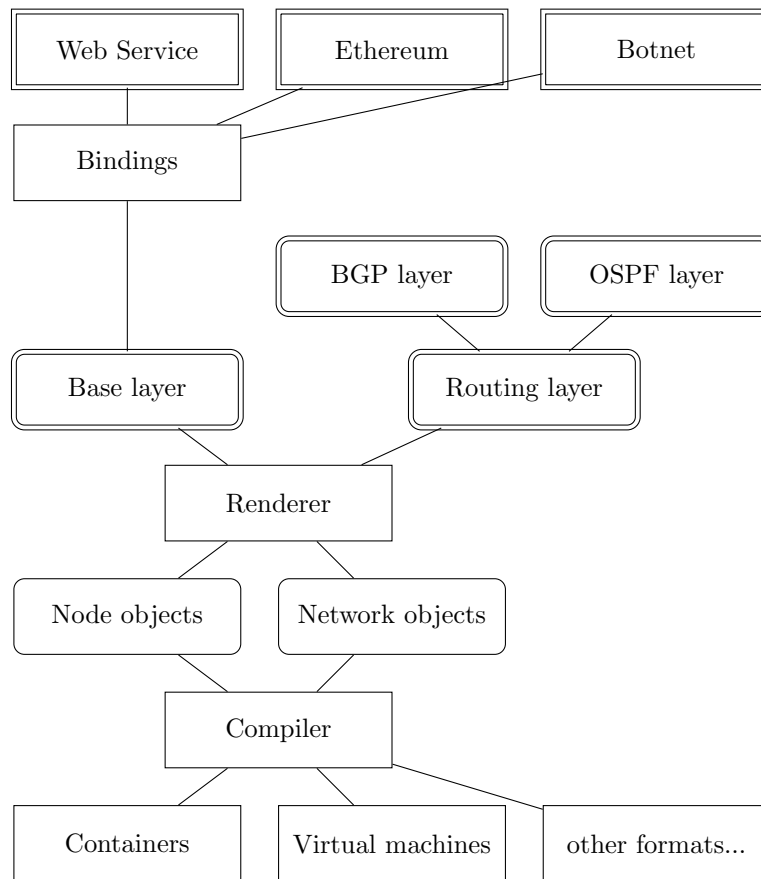 Web Service
Ethereum
Botnet
Bindings
BGP layer
OSPF layer
Base layer
Routing layer
Renderer
Node objects
Network objects
Compiler
Containers
Virtual machines
other formats...